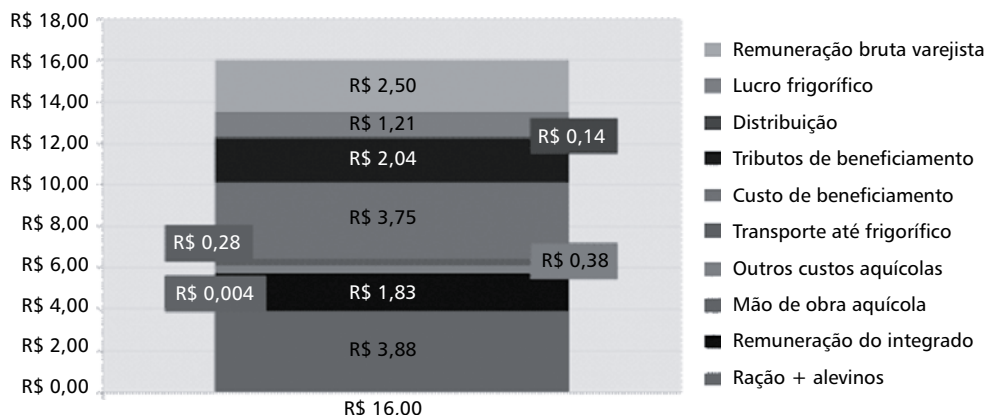 R$ 18,00
R$ 16,00
R$ 14,00
R$ 12,00
R$ 10,00
R$ 8,00
R$ 6,00
R$ 4,00
R$ 2,00
R$ 0,00
R$ 2,50
R$ 1,21
R$ 0,14
R$ 2,04
R$ 3,75
R$ 0,28
R$ 0,38
R$ 0,004
R$ 1,83
R$ 3,88
R$ 16,00
Remuneração bruta varejista
Lucro frigorífico
Distribuição
Tributos de beneficiamento
Custo de beneficiamento
Transporte até frigorífico
Outros custos aquícolas
Mão de obra aquícola
Remuneração do integrado
Ração + alevinos